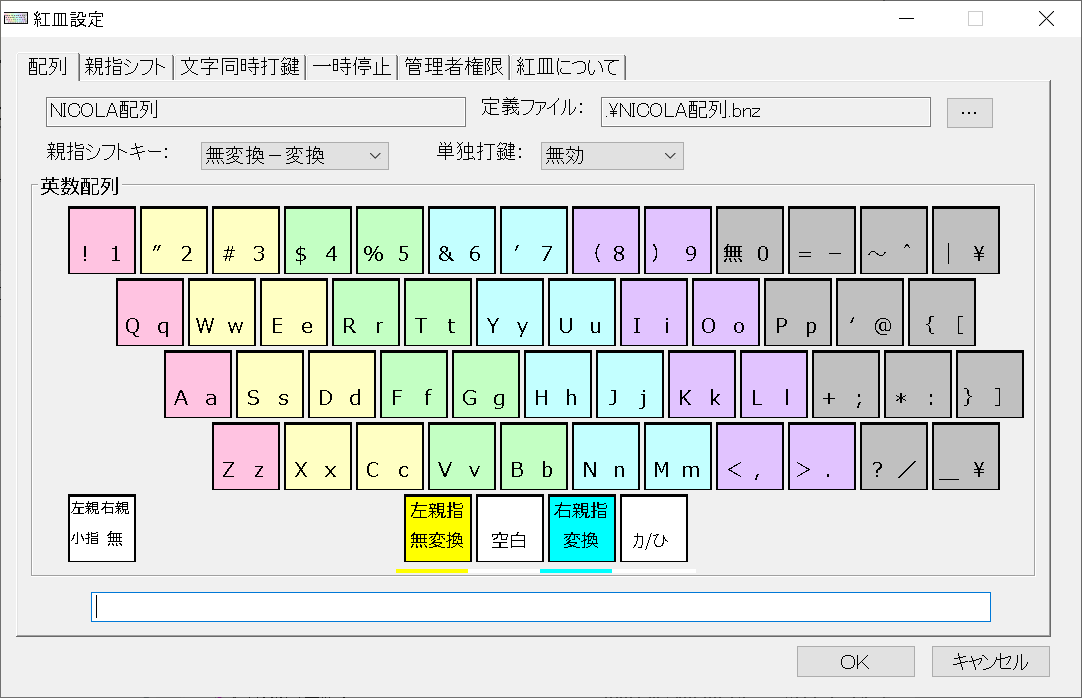 紅皿設定
配列 親指シフト 文字同時打鍵 一時停止 管理者権限 紅皿について
NICOLA配列 定義ファイル: .¥NICOLA配列.bnz ...
親指シフトキー: 無変換－変換 単独打鍵: 無効
英数配列
! 1 ” 2 # 3 $ 4 % 5 & 6 ’ 7 ( 8 ) 9 無 0 = − ～ ＾ | ¥
Q q W w E e R r T t Y y U u I i O o P p ‘ @ { [
A a S s D d F f G g H h J j K k L l + ; * : } ]
Z z X x C c V v B b N n M m < , > . ? ／ ＿ ¥
左親右親 左親指 右親指
小指 無 無変換 空白 変換 カ/ひ
OK キャンセル